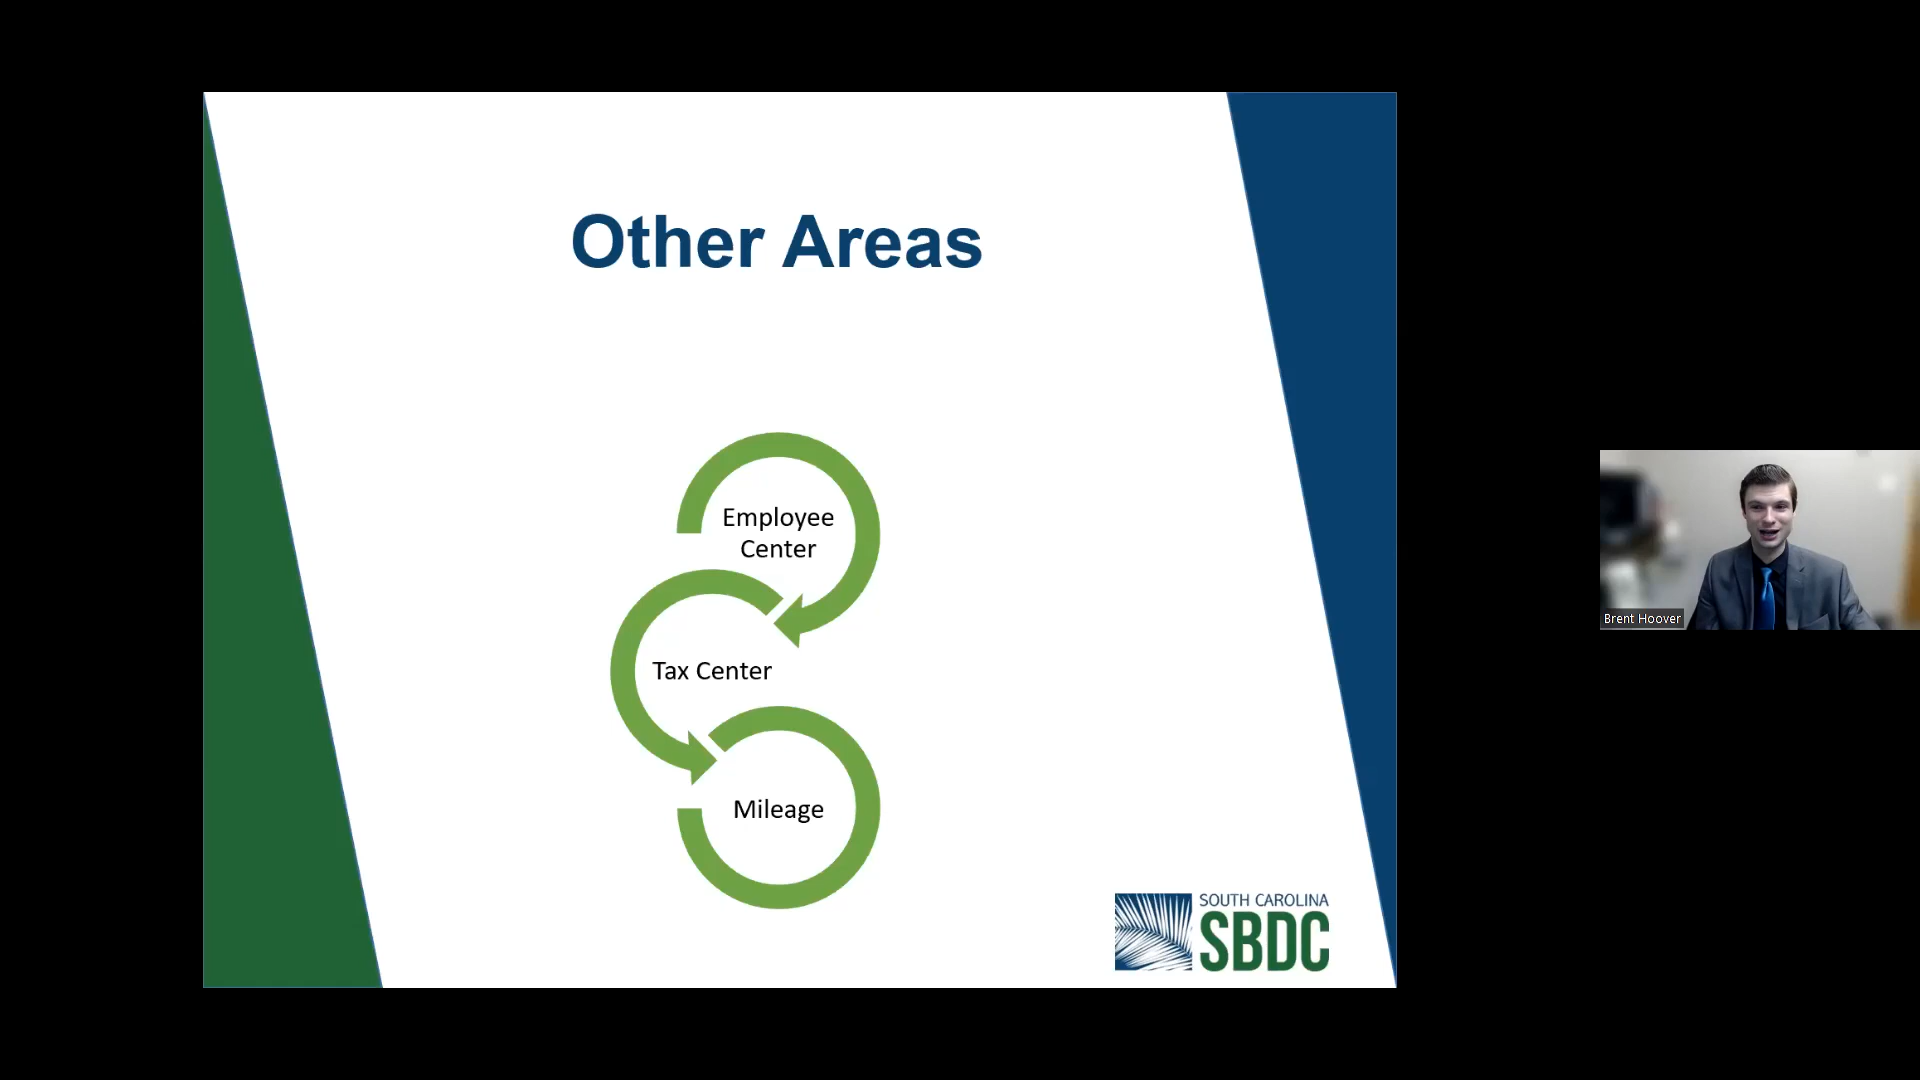 Other Areas
Employee
Center
Tax Center
Mileage
SOUTH CAROLINA
SBDC
Brent Hoover